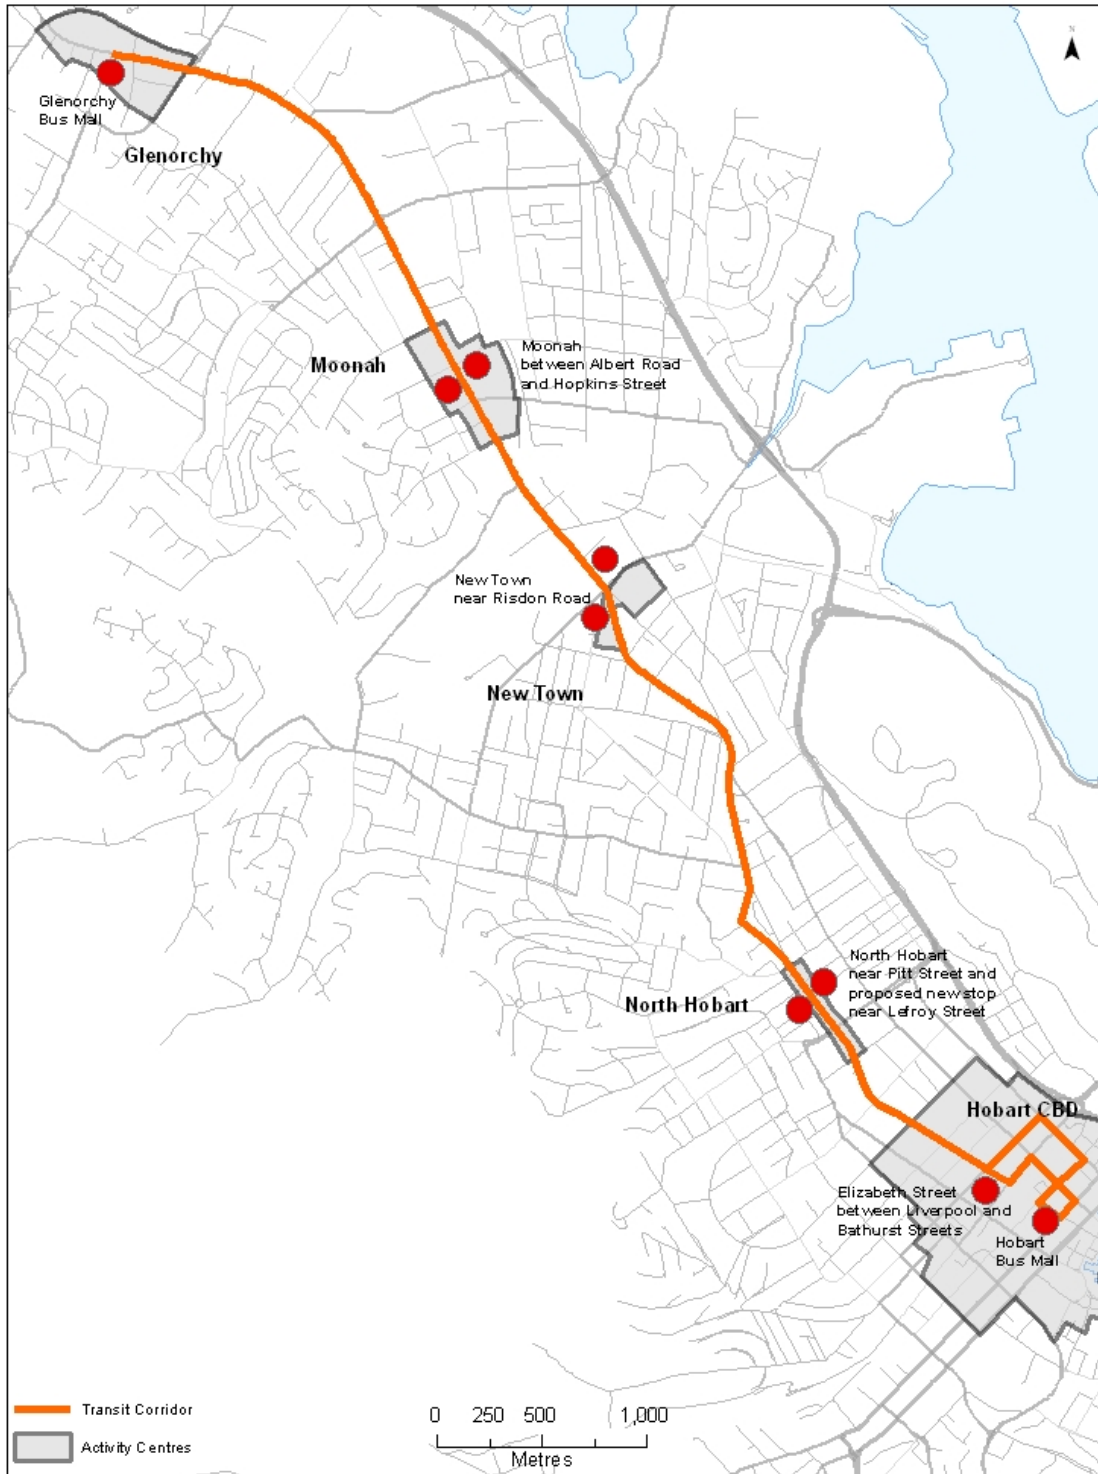 N
Glenorchy
Bus Mall
Glenorchy
Moonah
Moonah
between Albert Road
and Hopkins Street
New Town
near Risdon Road
New Town
North Hobart
near Pitt Street and
proposed new stop
near Lefroy Street
North Hobart
Hobart CBD
Elizabeth Street
between Liverpool and
Bathurst Streets
Hobart
Bus Mall
Transit Corridor
Activity Centres
0 250 500 1,000
Metres